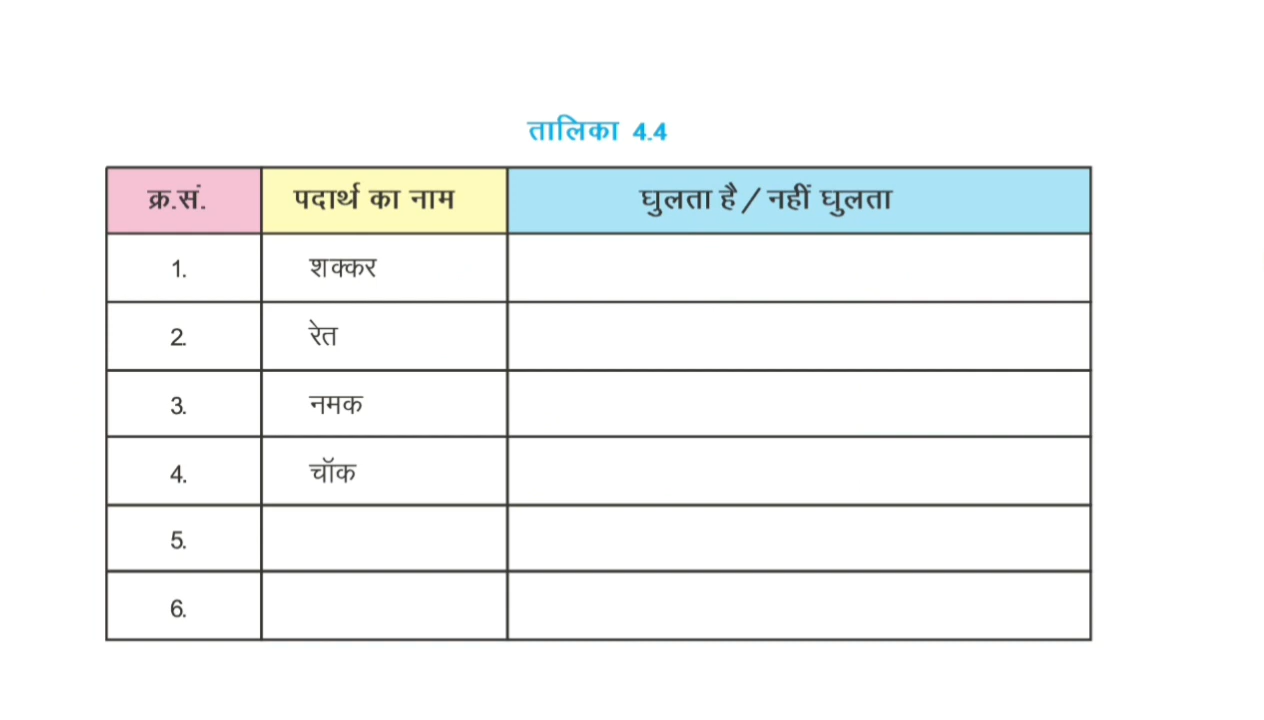 तालिका 4.4
क्र.सं. पदार्थ का नाम घुलता है / नहीं घुलता
1. शक्कर
2. रेत
3. नमक
4. चॉक
5.
6.